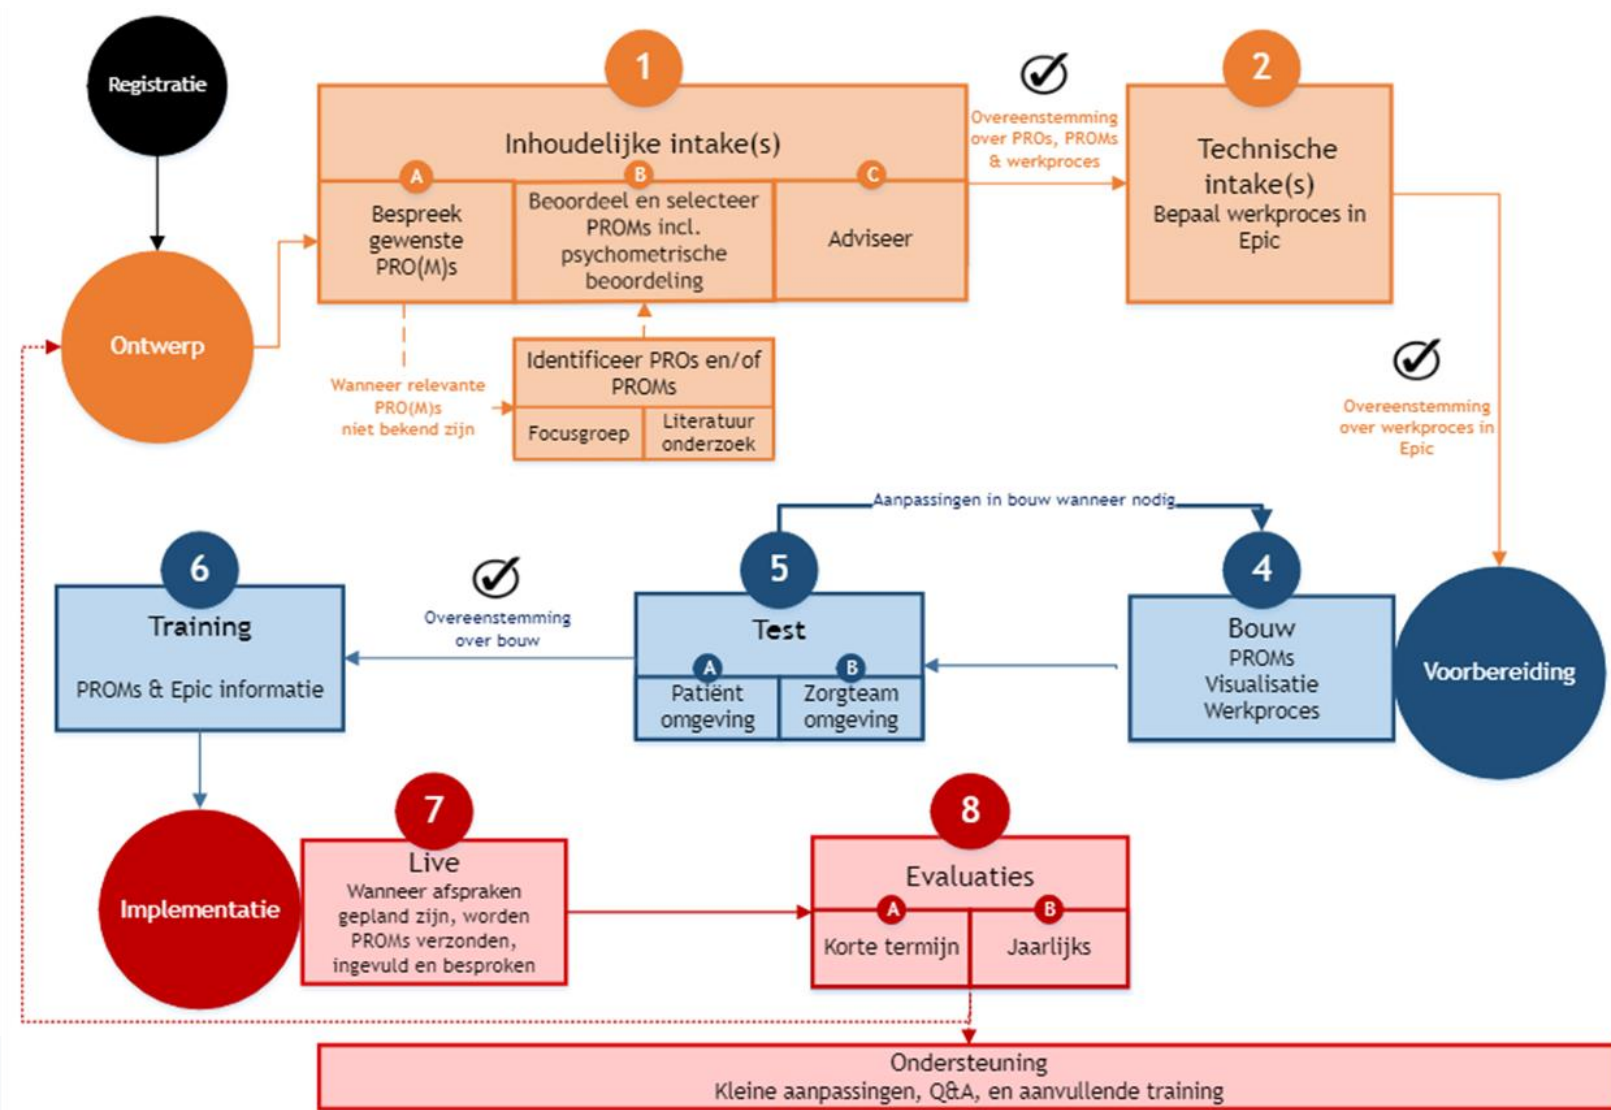 Registratie
1
Inhoudelijke intake(s)
A
Bespreek
gewenste
PRO(M)s
B
Beoordeel en selecteer
PROMs incl.
psychometrische
beoordeling
C
Adviseer
Overeenstemming
over PROs, PROMs
& werkproces
2
Technische
intake(s)
Bepaal werkproces in
Epic
Ontwerp
Wanneer relevante
PRO(M)s
niet bekend zijn
Identificeer PROs en/of
PROMs
Focusgroep
Literatuur
onderzoek
Overeenstemming
over werkproces in
Epic
Aanpassingen in bouw wanneer nodig
6
Training
PROMs & Epic informatie
Overeenstemming
over bouw
5
Test
A
Patiënt
omgeving
B
Zorgteam
omgeving
4
Bouw
PROMs
Visualisatie
Werkproces
Voorbereiding
Implementatie
7
Live
Wanneer afspraken
gepland zijn, worden
PROMs verzonden,
ingevuld en besproken
8
Evaluaties
A
Korte termijn
B
Jaarlijks
Ondersteuning
Kleine aanpassingen, Q&A, en aanvullende training